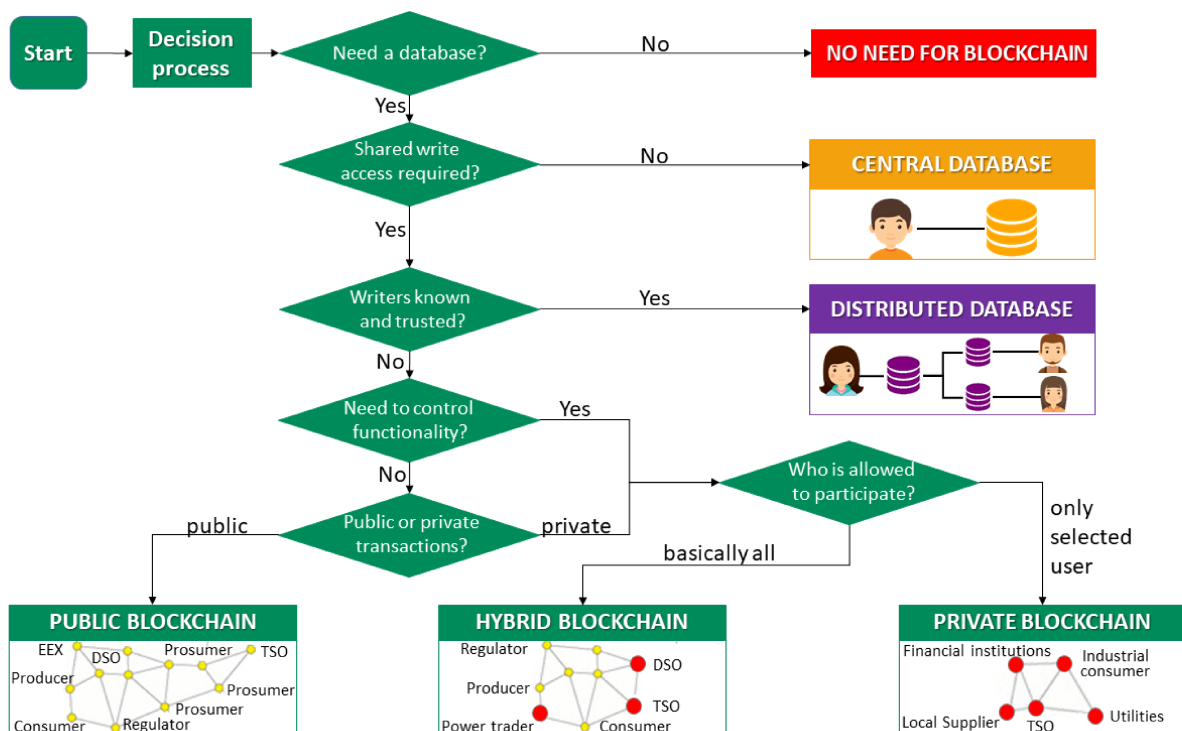 Start
Decision
process
Need a database?
No
NO NEED FOR BLOCKCHAIN
Yes
Shared write
access required?
No
CENTRAL DATABASE
Yes
Writers known
and trusted?
Yes
DISTRIBUTED DATABASE
No
Need to control
functionality?
Yes
No
Who is allowed
to participate?
Public or private
transactions?
public
private
basically all
only
selected
user
PUBLIC BLOCKCHAIN
EEX
DSO
Prosumer
TSO
Producer
Prosumer
Prosumer
Consumer
Regulator
HYBRID BLOCKCHAIN
Regulator
DSO
Producer
TSO
Power trader
Consumer
PRIVATE BLOCKCHAIN
Financial institutions
Industrial
consumer
Local Supplier
TSO
Utilities